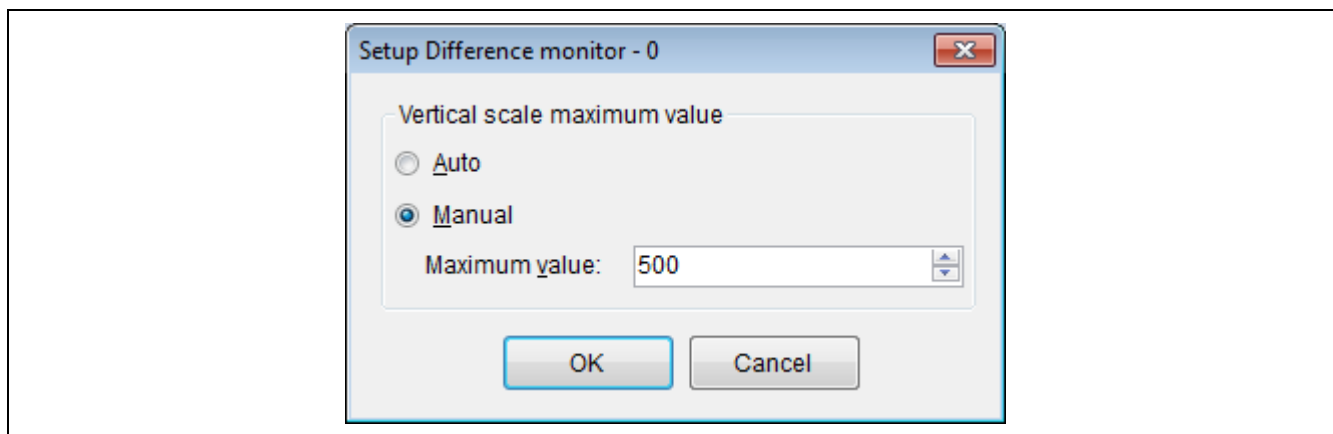 Setup Difference monitor - 0
Vertical scale maximum value
Auto
Manual
Maximum value: 500
OK Cancel